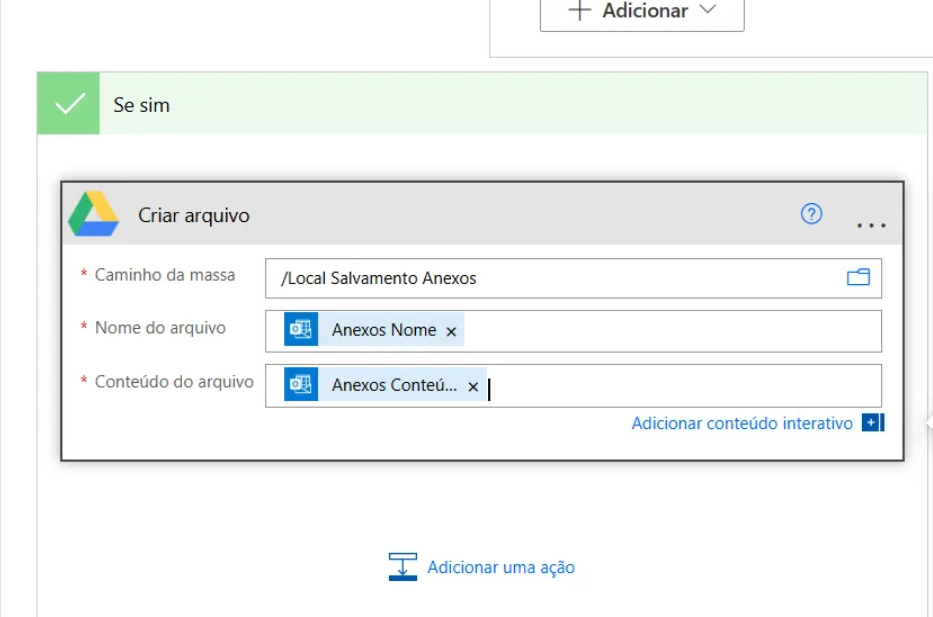 Adicionar
Se sim
Criar arquivo
?
...
* Caminho da massa
/Local Salvamento Anexos
* Nome do arquivo
Anexos Nome ×
* Conteúdo do arquivo
Anexos Conteú... ×
Adicionar conteúdo interativo
Adicionar uma ação